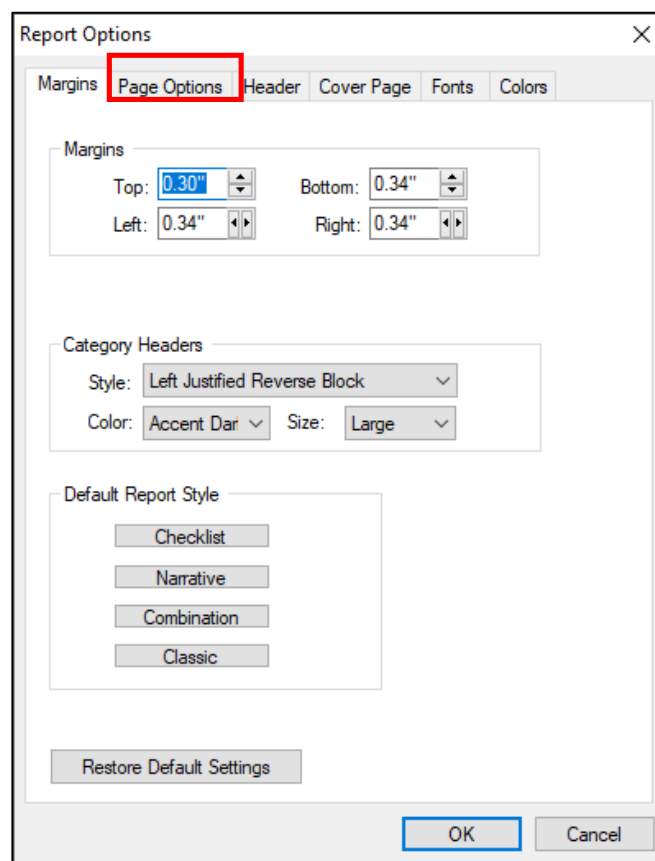 Report Options
Margins Page Options Header Cover Page Fonts Colors
Margins
Top: 0.30" Bottom: 0.34"
Left: 0.34" Right: 0.34"
Category Headers
Style: Left Justified Reverse Block
Color: Accent Dar Size: Large
Default Report Style
Checklist
Narrative
Combination
Classic
Restore Default Settings
OK Cancel